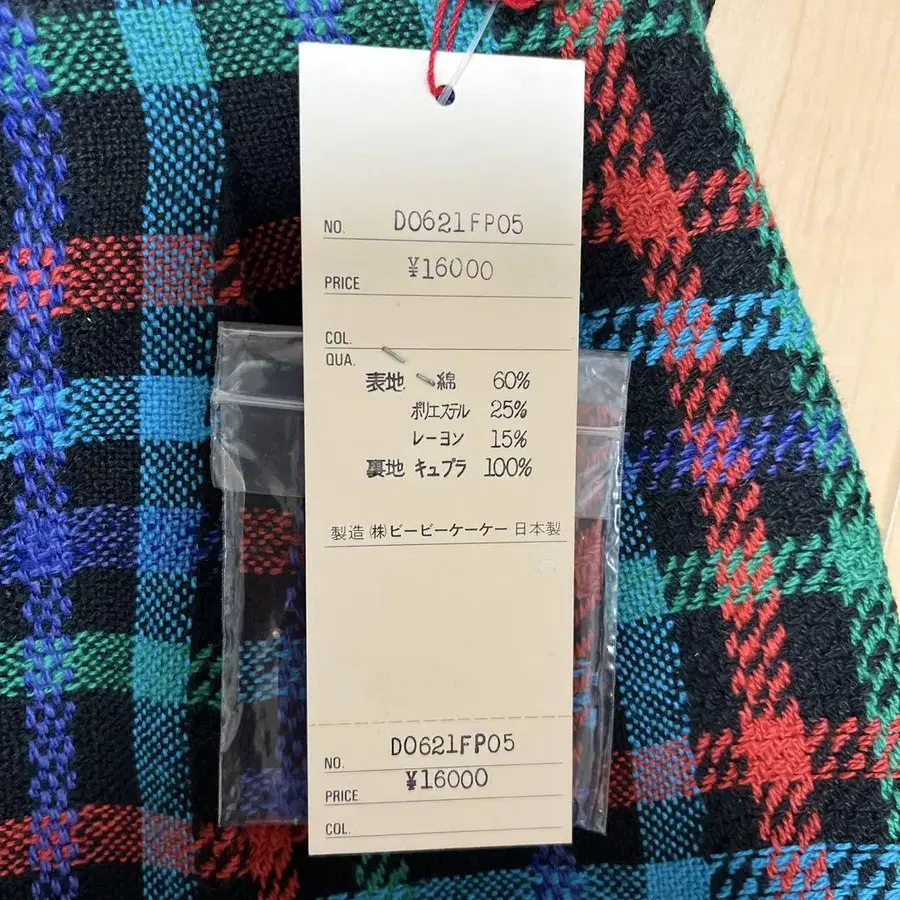 NO. D0621FP05
PRICE ¥16000
COL.
QUA.
表地 綿 60%
ポリエステル 25%
レーヨン 15%
裏地 キュプラ 100%
製造 ㈱ビービーケーケー 日本製
NO. D0621FP05
PRICE ¥16000
COL.